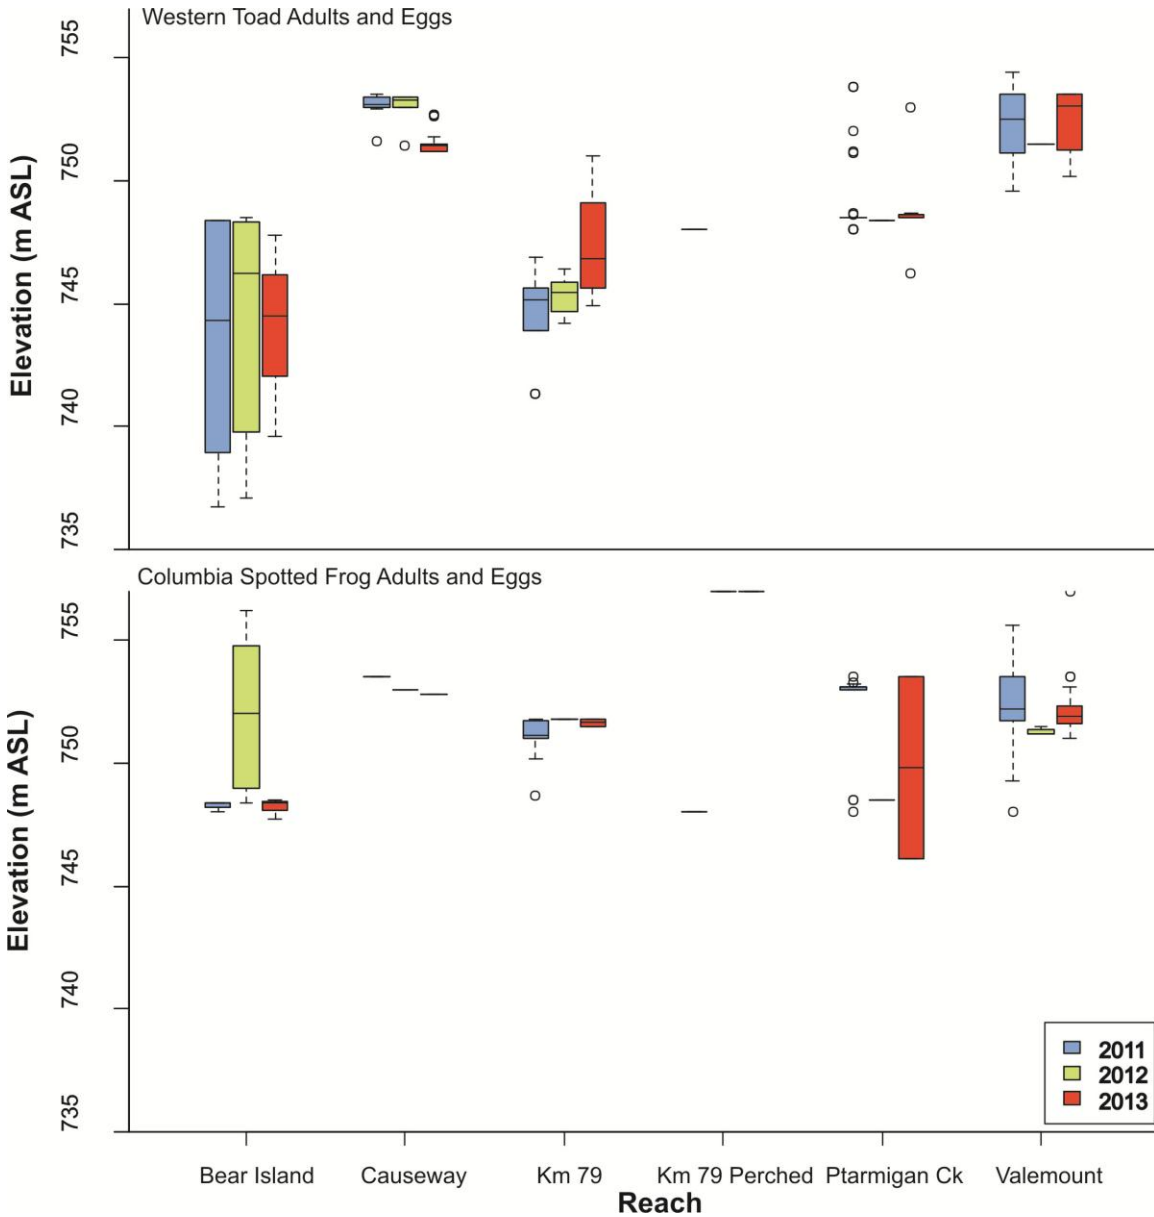 Western Toad Adults and Eggs
755
750
745
740
735
Elevation (m ASL)
Columbia Spotted Frog Adults and Eggs
755
750
745
740
735
Elevation (m ASL)
2011
2012
2013
Bear Island Causeway Km 79 Km 79 Perched Ptarmigan Ck Valemount
Reach